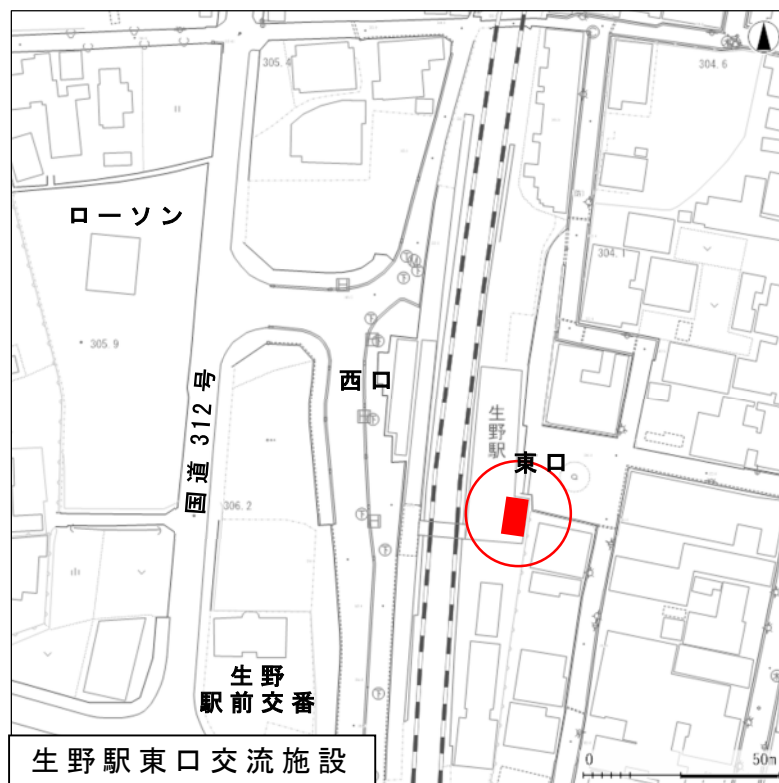 305.4
304.6
ローソン
304.1
305.9
西口
国道312号
生野駅
東口
306.2
生野
駅前交番
生野駅東口交流施設
0 50m